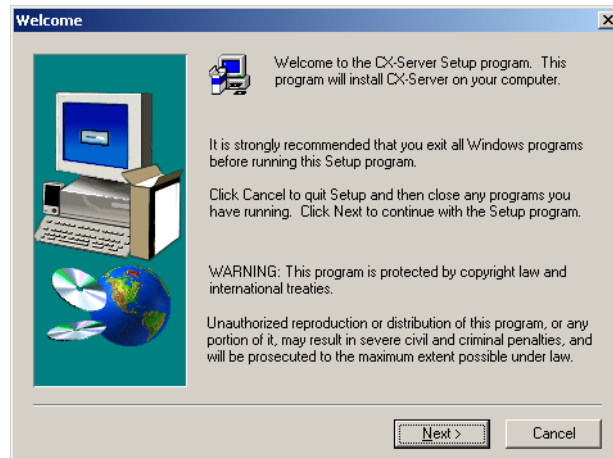 Welcome
Welcome to the CX-Server Setup program. This
program will install CX-Server on your computer.
It is strongly recommended that you exit all Windows programs
before running this Setup program.
Click Cancel to quit Setup and then close any programs you
have running. Click Next to continue with the Setup program.
WARNING: This program is protected by copyright law and
international treaties.
Unauthorized reproduction or distribution of this program, or any
portion of it, may result in severe civil and criminal penalties, and
will be prosecuted to the maximum extent possible under law.
Next >
Cancel